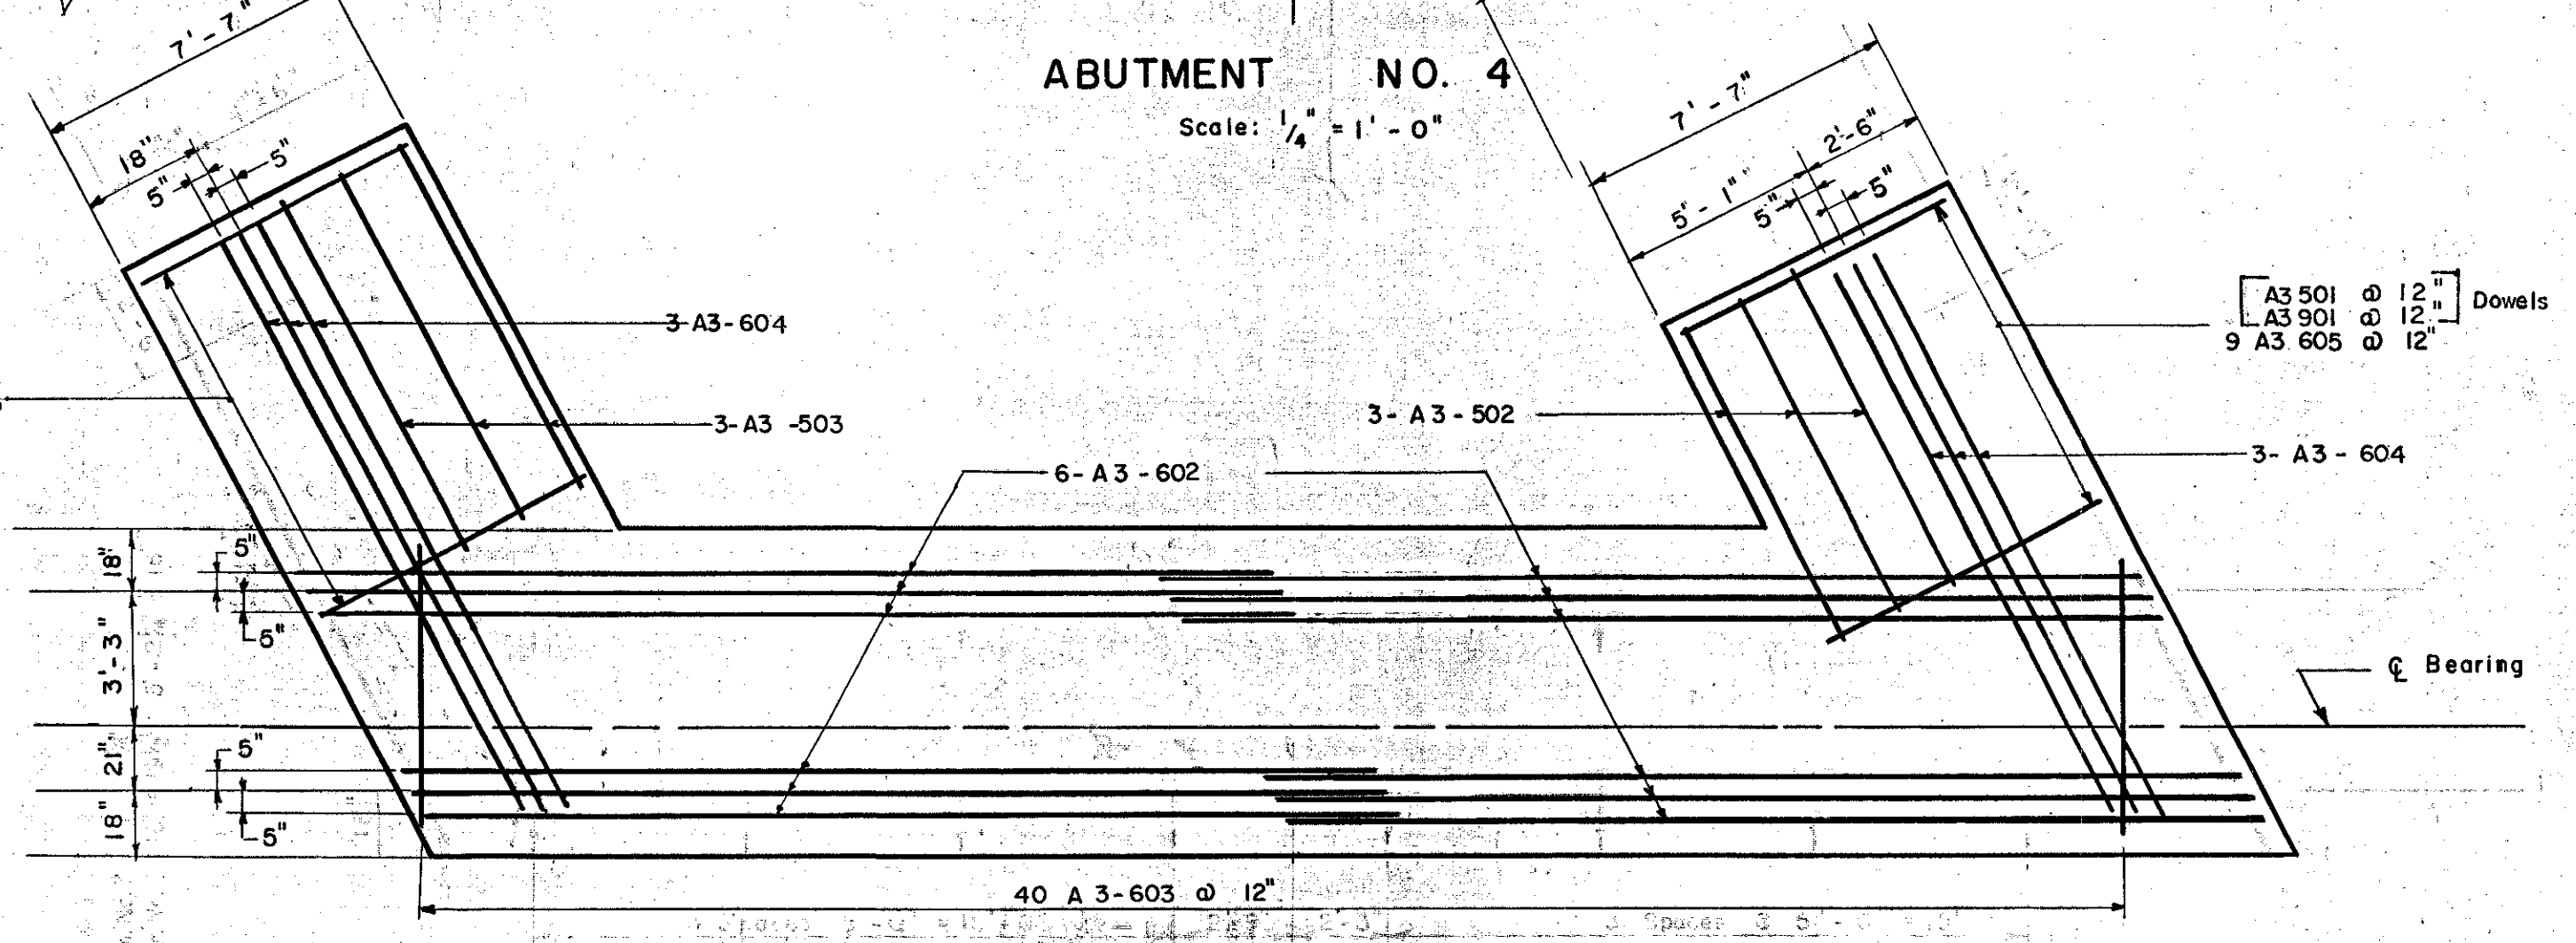 ABUTMENT NO. 4
Scale: 1/4" = 1' - 0"
7' - 7"
18"
5"
5"
7' - 7"
2'-6"
5' - 1"
5"
5"
3-A3-604
3-A3 -503
3- A3-502
A3 501 @ 12"
A3 901 @ 12"
Dowels
9 A3 605 @ 12"
3- A3 - 604
6- A3 -602
18"
5"
5"
3'-3"
℄ Bearing
21"
5"
18"
5"
40 A 3-603 @ 12"